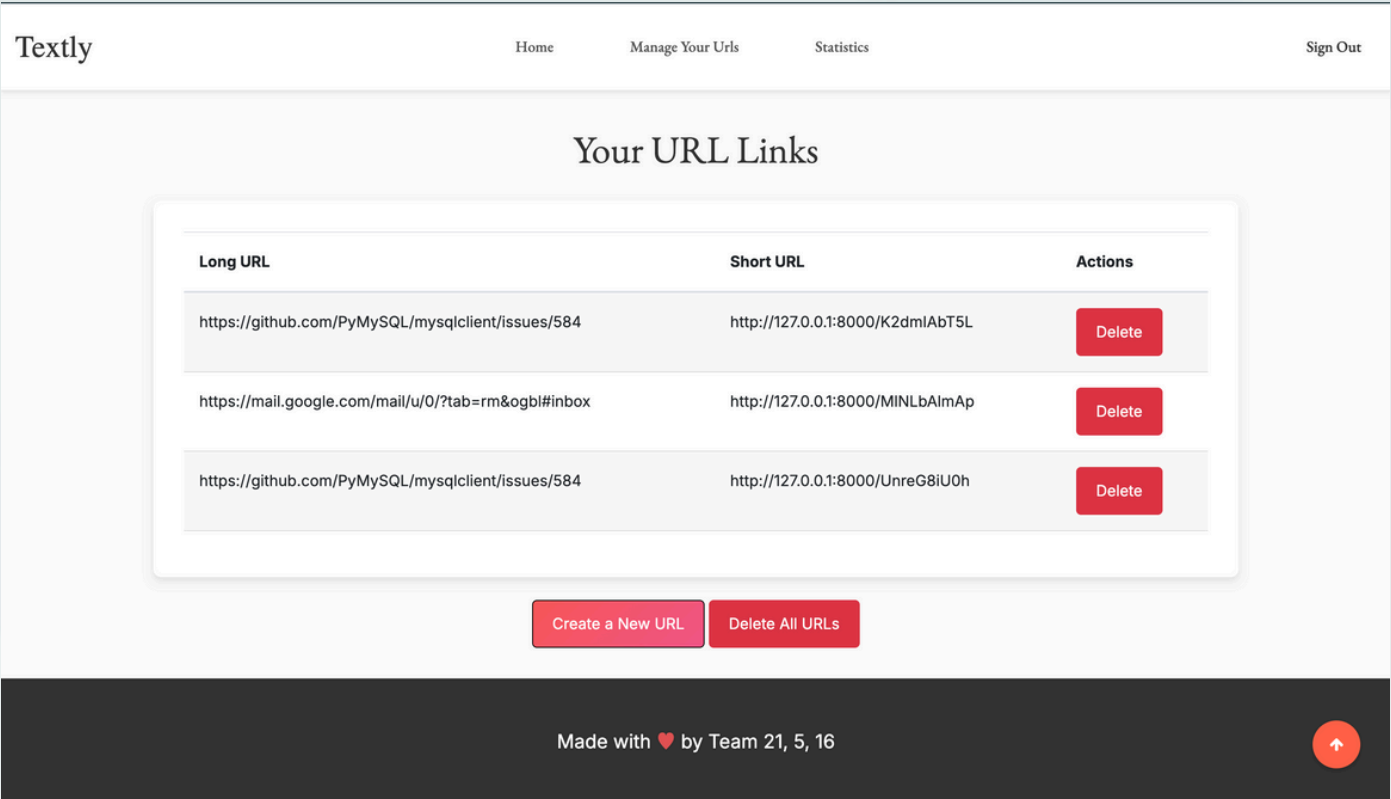 Textly
Home
Manage Your Urls
Statistics
Sign Out
Your URL Links
Long URL Short URL Actions
https://github.com/PyMySQL/mysqlclient/issues/584 http://127.0.0.1:8000/K2dmlAbT5L Delete
https://mail.google.com/mail/u/0/?tab=rm&ogbl#inbox http://127.0.0.1:8000/MlNLbAlmAp Delete
https://github.com/PyMySQL/mysqlclient/issues/584 http://127.0.0.1:8000/UnreG8iU0h Delete
Create a New URL Delete All URLs
Made with ♥ by Team 21, 5, 16